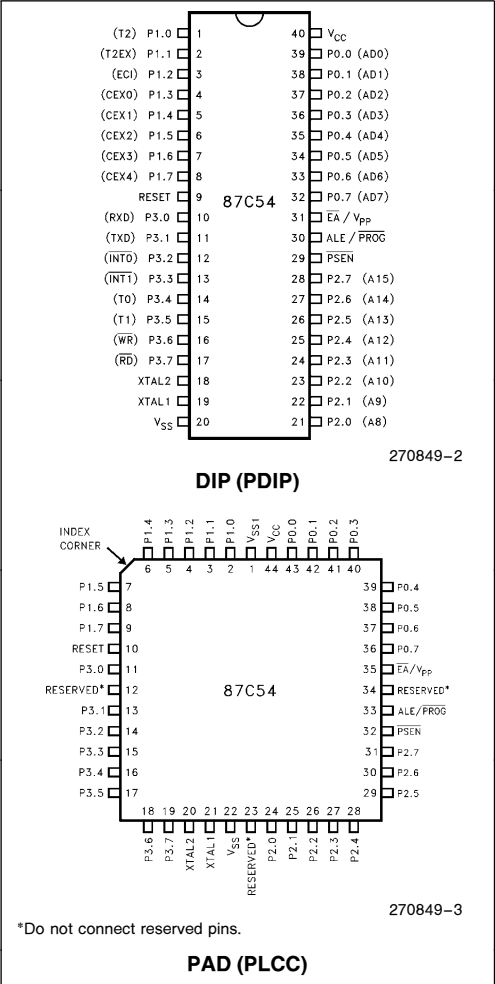 (T2) P1.0 1 40 VCC
(T2EX) P1.1 2 39 P0.0 (AD0)
(ECI) P1.2 3 38 P0.1 (AD1)
(CEX0) P1.3 4 37 P0.2 (AD2)
(CEX1) P1.4 5 36 P0.3 (AD3)
(CEX2) P1.5 6 35 P0.4 (AD4)
(CEX3) P1.6 7 34 P0.5 (AD5)
(CEX4) P1.7 8 33 P0.6 (AD6)
RESET 9 32 P0.7 (AD7)
87C54
(RXD) P3.0 10 31 EA / VPP
(TXD) P3.1 11 30 ALE / PROG
(INT0) P3.2 12 29 PSEN
(INT1) P3.3 13 28 P2.7 (A15)
(T0) P3.4 14 27 P2.6 (A14)
(T1) P3.5 15 26 P2.5 (A13)
(WR) P3.6 16 25 P2.4 (A12)
(RD) P3.7 17 24 P2.3 (A11)
XTAL2 18 23 P2.2 (A10)
XTAL1 19 22 P2.1 (A9)
VSS 20 21 P2.0 (A8)
270849-2
DIP (PDIP)
INDEX
CORNER
P1.4 P1.3 P1.2 P1.1 P1.0 VSS1 VCC P0.0 P0.1 P0.2 P0.3
6 5 4 3 2 1 44 43 42 41 40
P1.5 7 39 P0.4
P1.6 8 38 P0.5
P1.7 9 37 P0.6
RESET 10 36 P0.7
P3.0 11 35 EA/VPP
RESERVED* 12 87C54 34 RESERVED*
P3.1 13 33 ALE/PROG
P3.2 14 32 PSEN
P3.3 15 31 P2.7
P3.4 16 30 P2.6
P3.5 17 29 P2.5
18 19 20 21 22 23 24 25 26 27 28
P3.6 P3.7 XTAL2 XTAL1 VSS RESERVED* P2.0 P2.1 P2.2 P2.3 P2.4
270849-3
*Do not connect reserved pins.
PAD (PLCC)